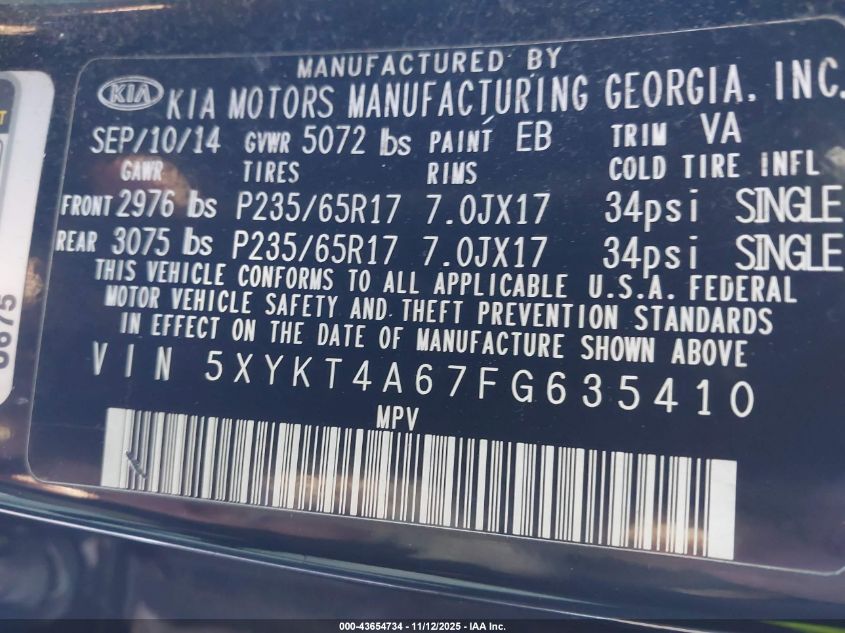 MANUFACTURED BY
KIA KIA MOTORS MANUFACTURING GEORGIA, INC.
SEP/10/14 GVWR 5072 lbs PAINT EB TRIM VA
GAWR TIRES RIMS COLD TIRE INFL
FRONT 2976 lbs P235/65R17 7.0JX17 34psi SINGLE
REAR 3075 lbs P235/65R17 7.0JX17 34psi SINGLE
THIS VEHICLE CONFORMS TO ALL APPLICABLE U.S.A. FEDERAL
MOTOR VEHICLE SAFETY AND THEFT PREVENTION STANDARDS
IN EFFECT ON THE DATE OF MANUFACTURE SHOWN ABOVE
VIN 5XYKT4A67FG635410
MPV
000-43654734 - 11/12/2025 - IAA Inc.